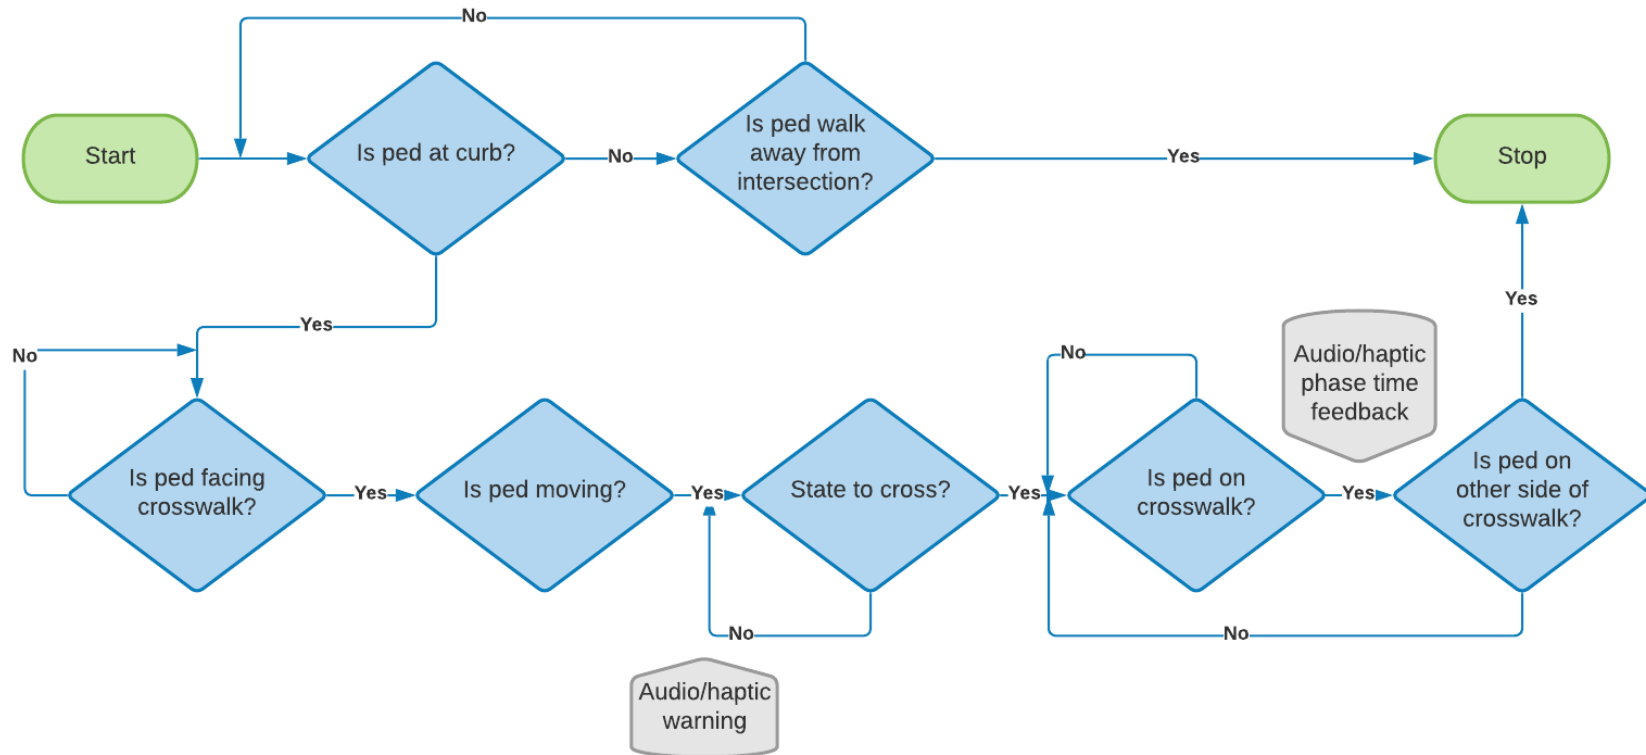 No
Start
Is ped at curb?
No
Is ped walk
away from
intersection?
Yes
Stop
Yes
No
Yes
No
Audio/haptic
phase time
feedback
Is ped facing
crosswalk?
Yes
Is ped moving?
Yes
State to cross?
Yes
Is ped on
crosswalk?
Yes
Is ped on
other side of
crosswalk?
No
No
Audio/haptic
warning